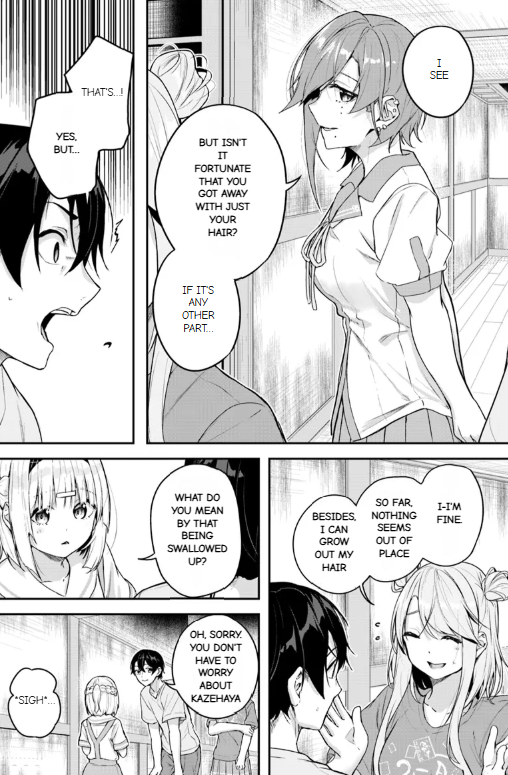 I
SEE
BUT ISN'T
IT
FORTUNATE
THAT YOU
GOT AWAY
WITH JUST
YOUR
HAIR?
IF IT'S
ANY
OTHER
PART...
THAT'S...!
YES,
BUT...
I-I'M
FINE.
SO FAR,
NOTHING
SEEMS
OUT OF
PLACE
BESIDES,
I CAN
GROW
OUT MY
HAIR
WHAT DO
YOU
MEAN
BY THAT
BEING
SWALLOWED
UP?
OH, SORRY.
YOU DON'T
HAVE TO
WORRY
ABOUT
KAZEHAYA
*SIGH*...